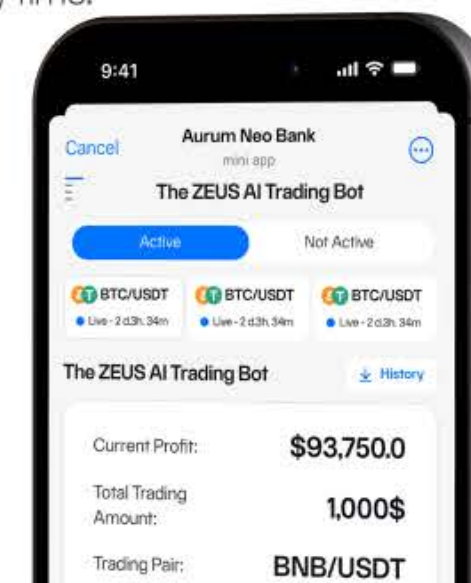 9:41
Cancel
Aurum Neo Bank
mini app
The ZEUS AI Trading Bot
Active
Not Active
BTC/USDT
BTC/USDT
BTC/USDT
Live - 2 d.3h. 34m
Live - 2 d.3h. 34m
Live - 2 d.3h. 34m
The ZEUS AI Trading Bot
History
Current Profit:
$93,750.0
Total Trading
Amount:
1,000$
Trading Pair:
BNB/USDT